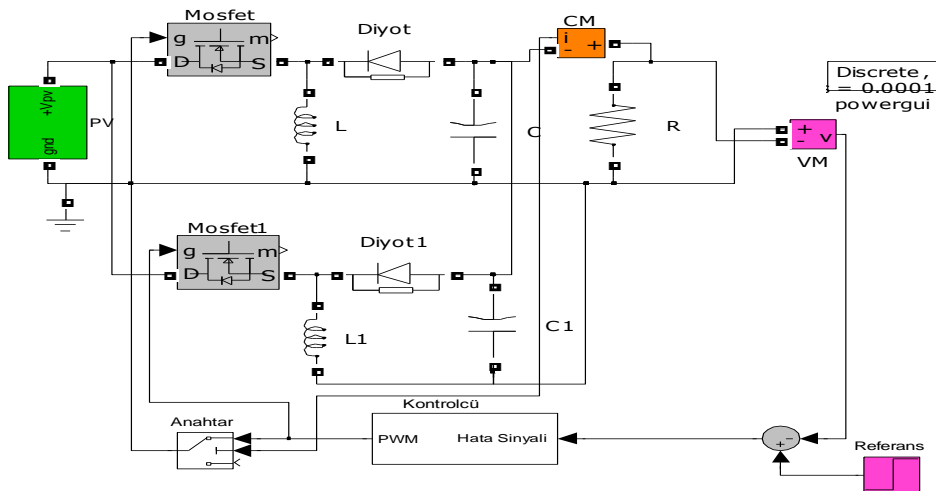 Mosfet
g
m
D
S
Diyot
CM
i
-
+
+Vpv
gnd
PV
L
C
R
Discrete,
= 0.0001
powergui
+
-
v
VM
Mosfet1
g
m
D
S
Diyot1
L1
C1
Kontrolcü
Anahtar
PWM
Hata Sinyali
-
+
Referans